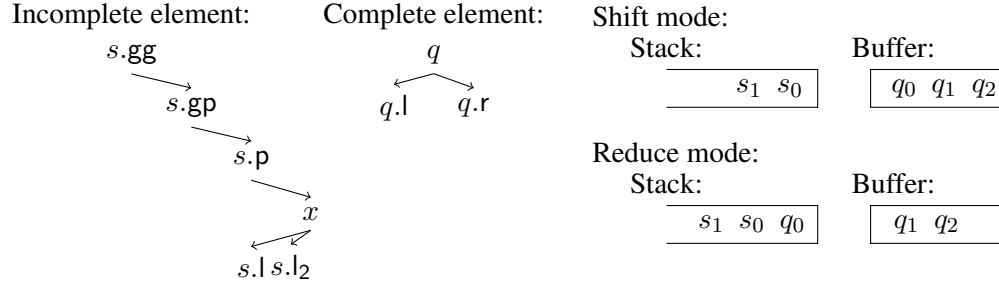 Incomplete element:
s.gg
s.gp
s.p
x
s.l s.l₂
Complete element:
q
q.l q.r
Shift mode:
Stack: Buffer:
s₁ s₀ q₀ q₁ q₂
Reduce mode:
Stack: Buffer:
s₁ s₀ q₀ q₁ q₂